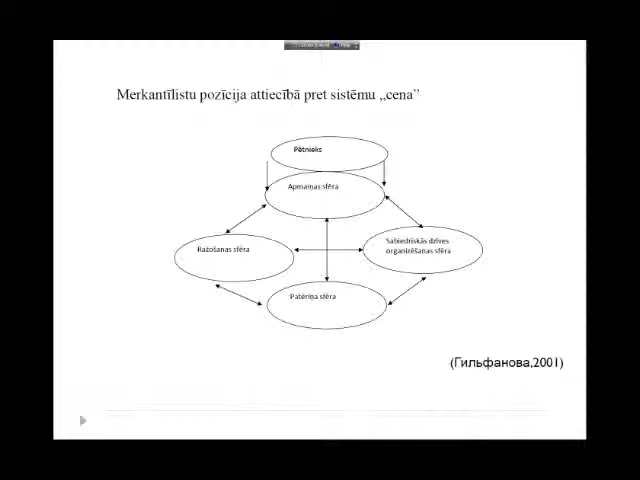 Merkantīlistu pozīcija attiecībā pret sistēmu „cena”
Pētnieks
Apmaiņas sfēra
Ražošanas sfēra
Sabiedriskās dzīves
organizēšanas sfēra
Patēriņa sfēra
(Гильфанова,2001)